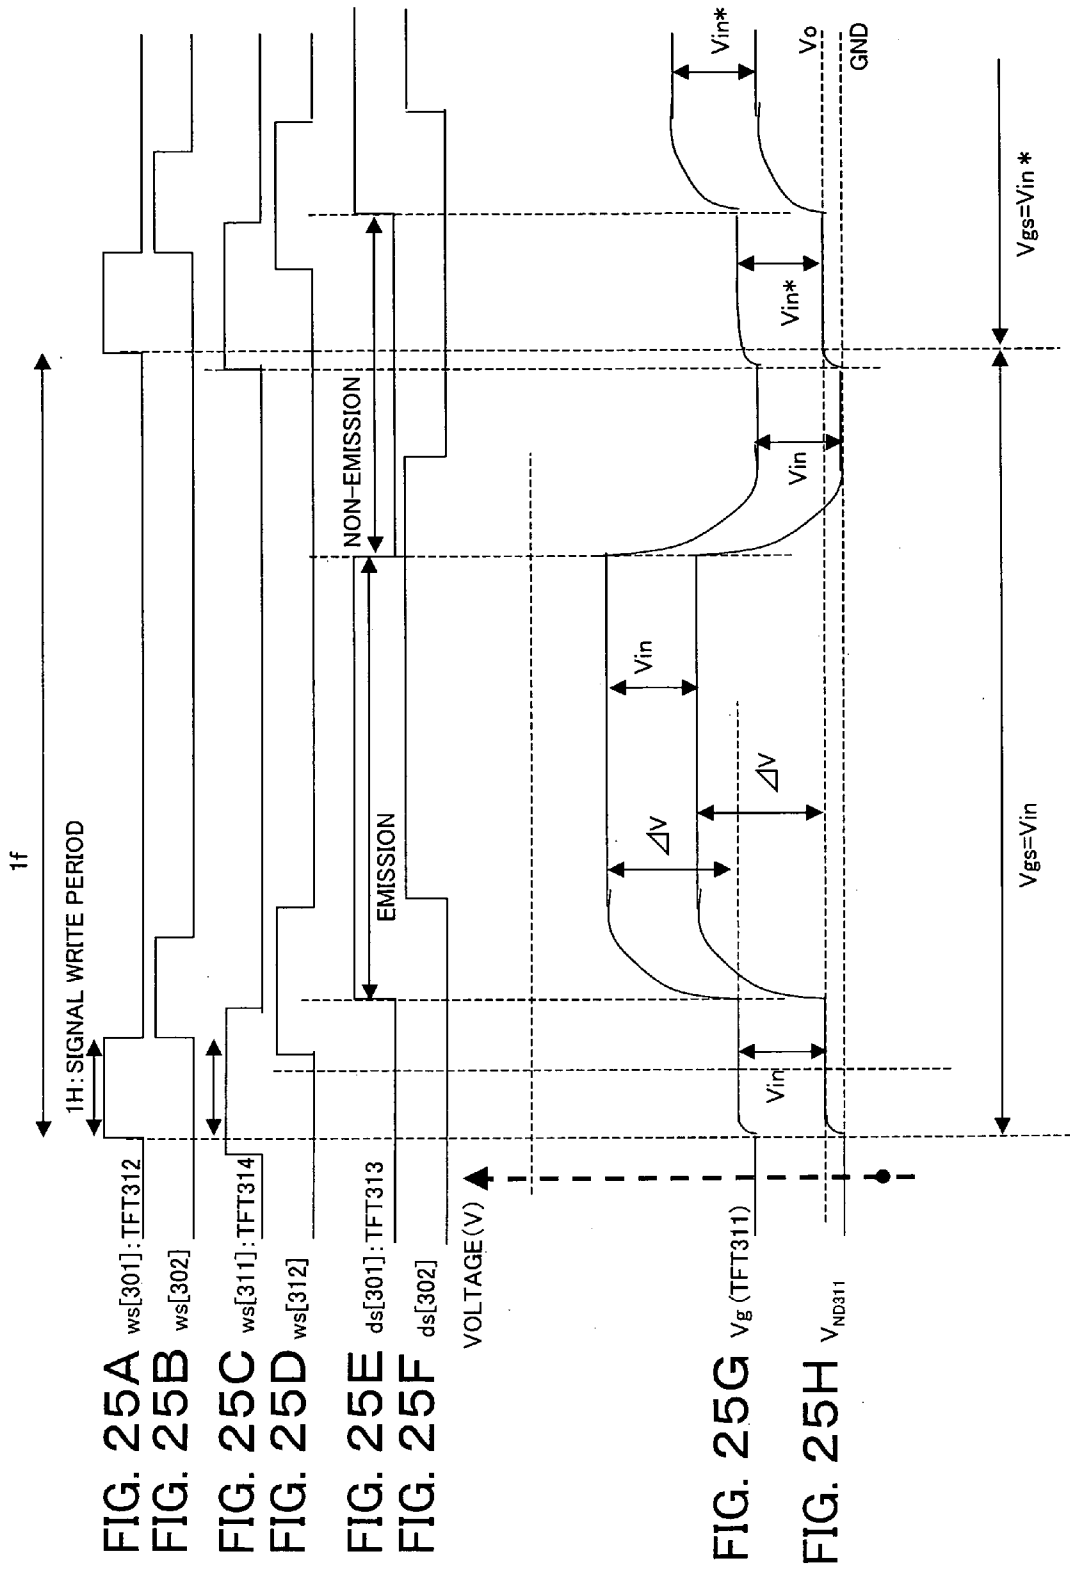 1f
1H:SIGNAL WRITE PERIOD
FIG. 25A ws[301]:TFT312
FIG. 25B ws[302]
FIG. 25C ws[311]:TFT314
FIG. 25D ws[312]
FIG. 25E ds[301]:TFT313
EMISSION
NON-EMISSION
FIG. 25F ds[302]
VOLTAGE(V)
FIG. 25G Vg (TFT311)
FIG. 25H VND311
Vin
ΔV
ΔV
Vin
Vin
Vin*
Vin*
Vo
GND
Vgs=Vin
Vgs=Vin*